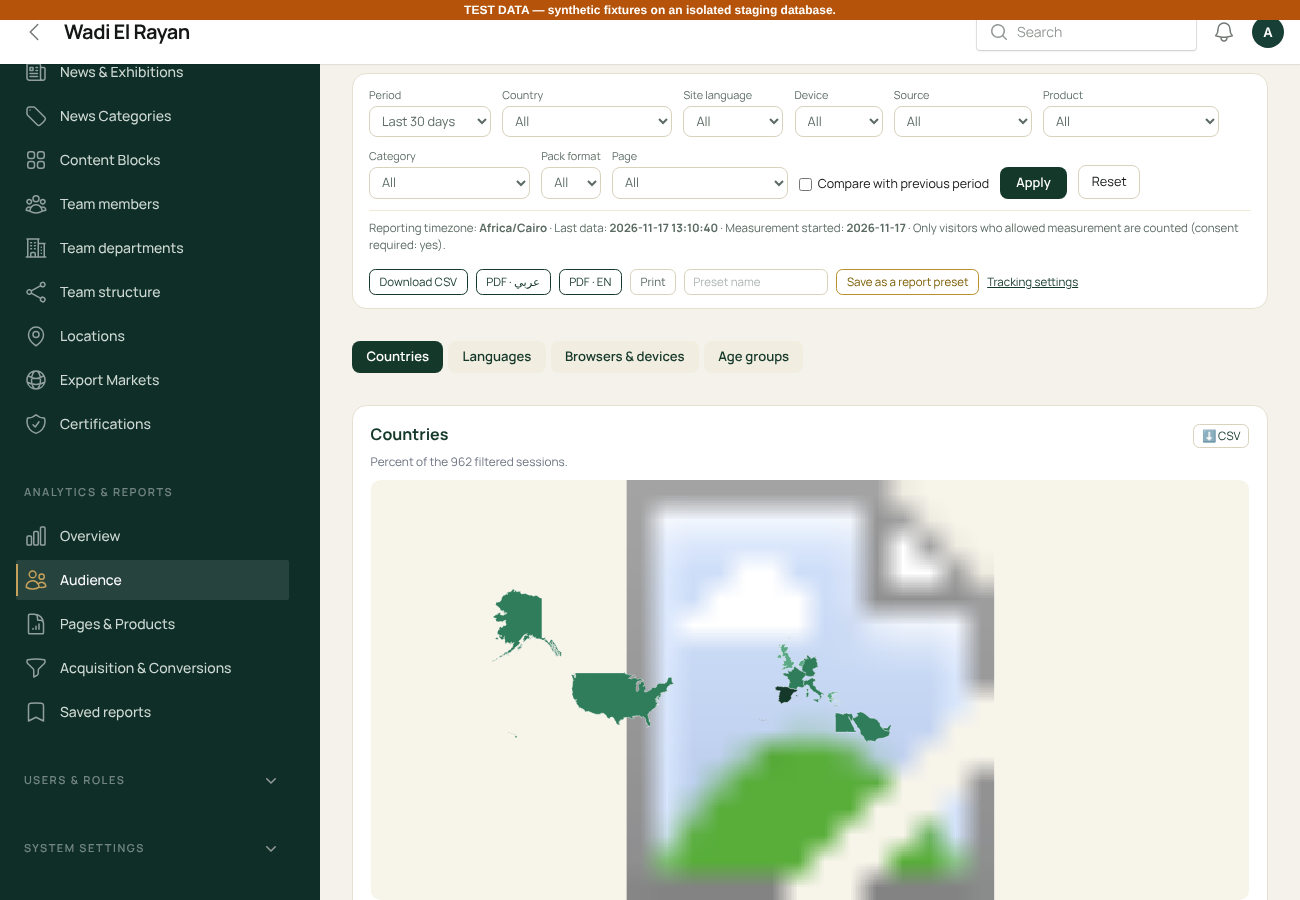 TEST DATA — synthetic fixtures on an isolated staging database.
Wadi El Rayan
Search
A
News & Exhibitions
News Categories
Content Blocks
Team members
Team departments
Team structure
Locations
Export Markets
Certifications
ANALYTICS & REPORTS
Overview
Audience
Pages & Products
Acquisition & Conversions
Saved reports
USERS & ROLES
SYSTEM SETTINGS
Period Country Site language Device Source Product
Last 30 days All All All All All
Category Pack format Page
All All All Compare with previous period Apply Reset
Reporting timezone: Africa/Cairo · Last data: 2026-11-17 13:10:40 · Measurement started: 2026-11-17 · Only visitors who allowed measurement are counted (consent
required: yes).
Download CSV PDF · عربي PDF · EN Print Preset name Save as a report preset Tracking settings
Countries Languages Browsers & devices Age groups
Countries
CSV
Percent of the 962 filtered sessions.